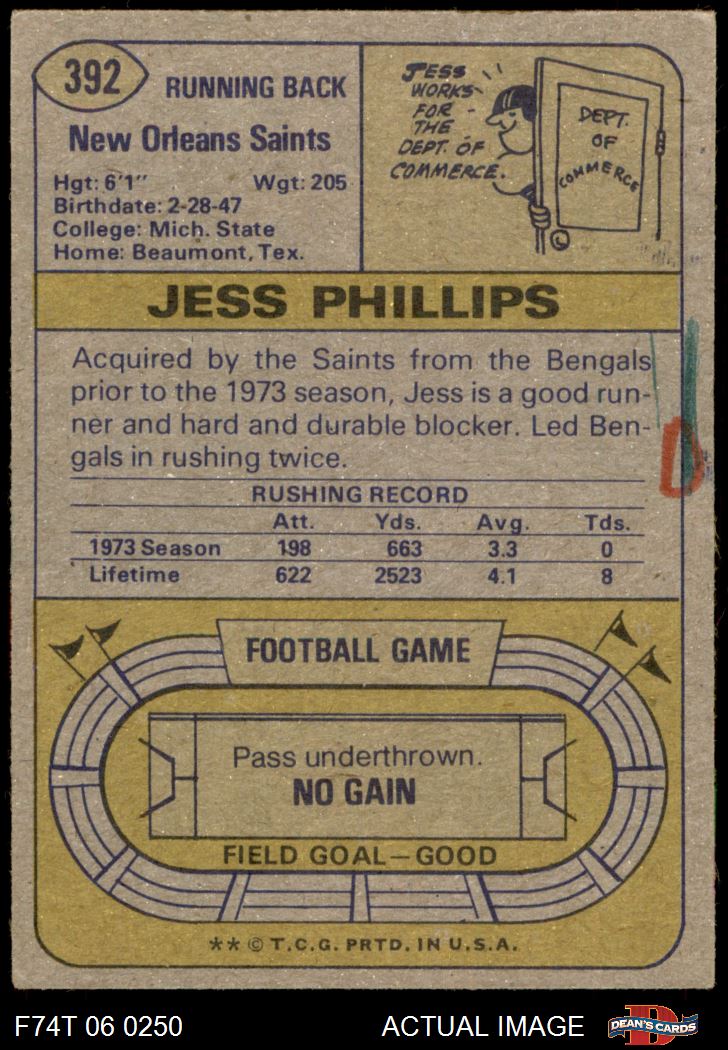 392
RUNNING BACK
New Orleans Saints
Hgt: 6'1" Wgt: 205
Birthdate: 2-28-47
College: Mich. State
Home: Beaumont, Tex.
JESS
WORKS
FOR
THE
DEPT. OF
COMMERCE.
DEPT.
OF
COMMERCE
JESS PHILLIPS
Acquired by the Saints from the Bengals
prior to the 1973 season, Jess is a good run-
ner and hard and durable blocker. Led Ben-
gals in rushing twice.
RUSHING RECORD
Att. Yds. Avg. Tds.
1973 Season 198 663 3.3 0
Lifetime 622 2523 4.1 8
FOOTBALL GAME
Pass underthrown.
NO GAIN
FIELD GOAL—GOOD
** © T.C.G. PRTD. IN U.S.A.
F74T 06 0250 ACTUAL IMAGE
D
DEAN'S CARDS